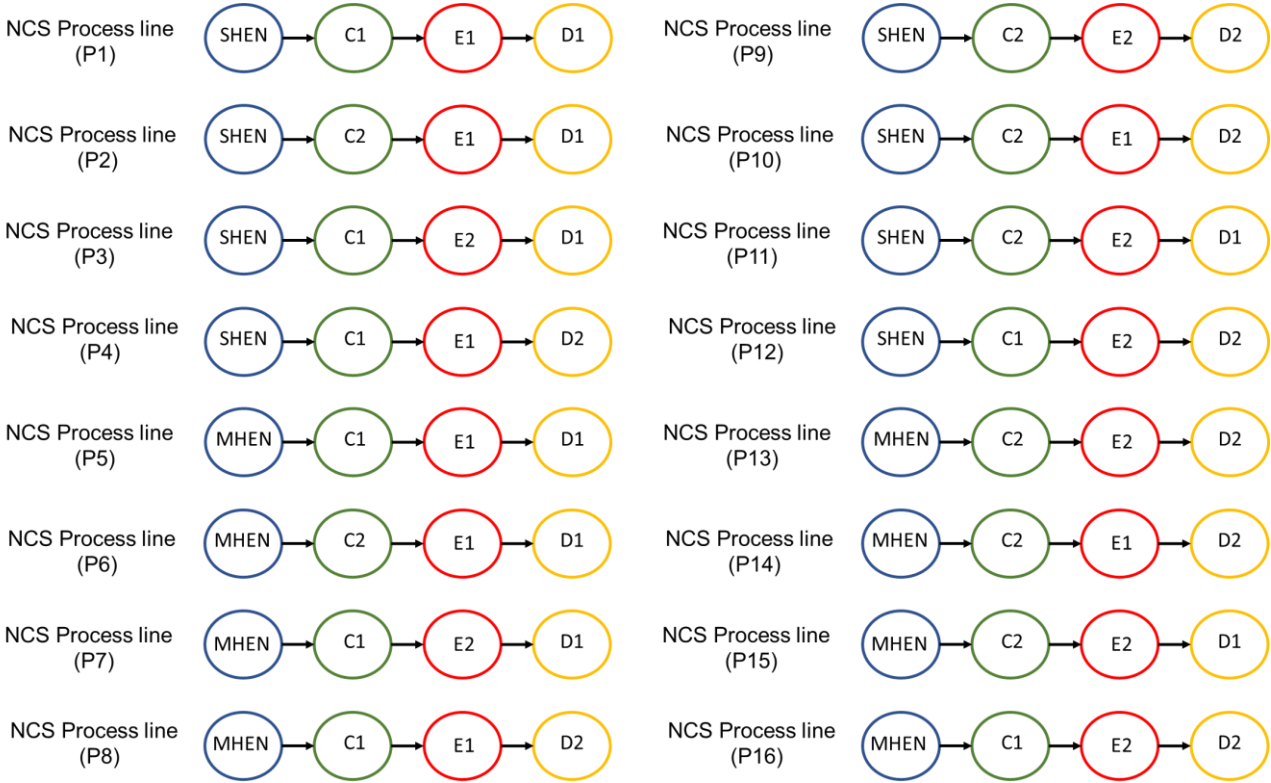 NCS Process line
(P1)
SHEN C1 E1 D1
NCS Process line
(P2)
SHEN C2 E1 D1
NCS Process line
(P3)
SHEN C1 E2 D1
NCS Process line
(P4)
SHEN C1 E1 D2
NCS Process line
(P5)
MHEN C1 E1 D1
NCS Process line
(P6)
MHEN C2 E1 D1
NCS Process line
(P7)
MHEN C1 E2 D1
NCS Process line
(P8)
MHEN C1 E1 D2
NCS Process line
(P9)
SHEN C2 E2 D2
NCS Process line
(P10)
SHEN C2 E1 D2
NCS Process line
(P11)
SHEN C2 E2 D1
NCS Process line
(P12)
SHEN C1 E2 D2
NCS Process line
(P13)
MHEN C2 E2 D2
NCS Process line
(P14)
MHEN C2 E1 D2
NCS Process line
(P15)
MHEN C2 E2 D1
NCS Process line
(P16)
MHEN C1 E2 D2